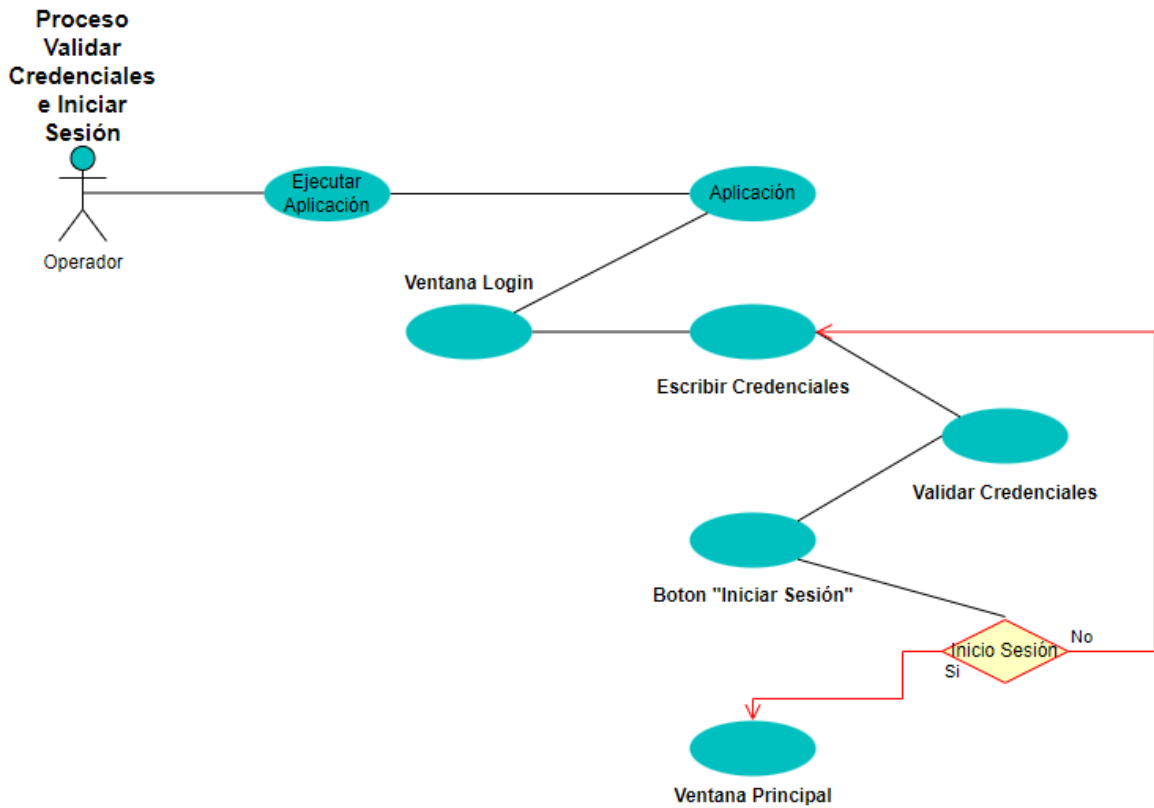 Proceso
Validar
Credenciales
e Iniciar
Sesión
Operador
Ejecutar
Aplicación
Aplicación
Ventana Login
Escribir Credenciales
Validar Credenciales
Boton "Iniciar Sesión"
Inicio Sesión
No
Si
Ventana Principal